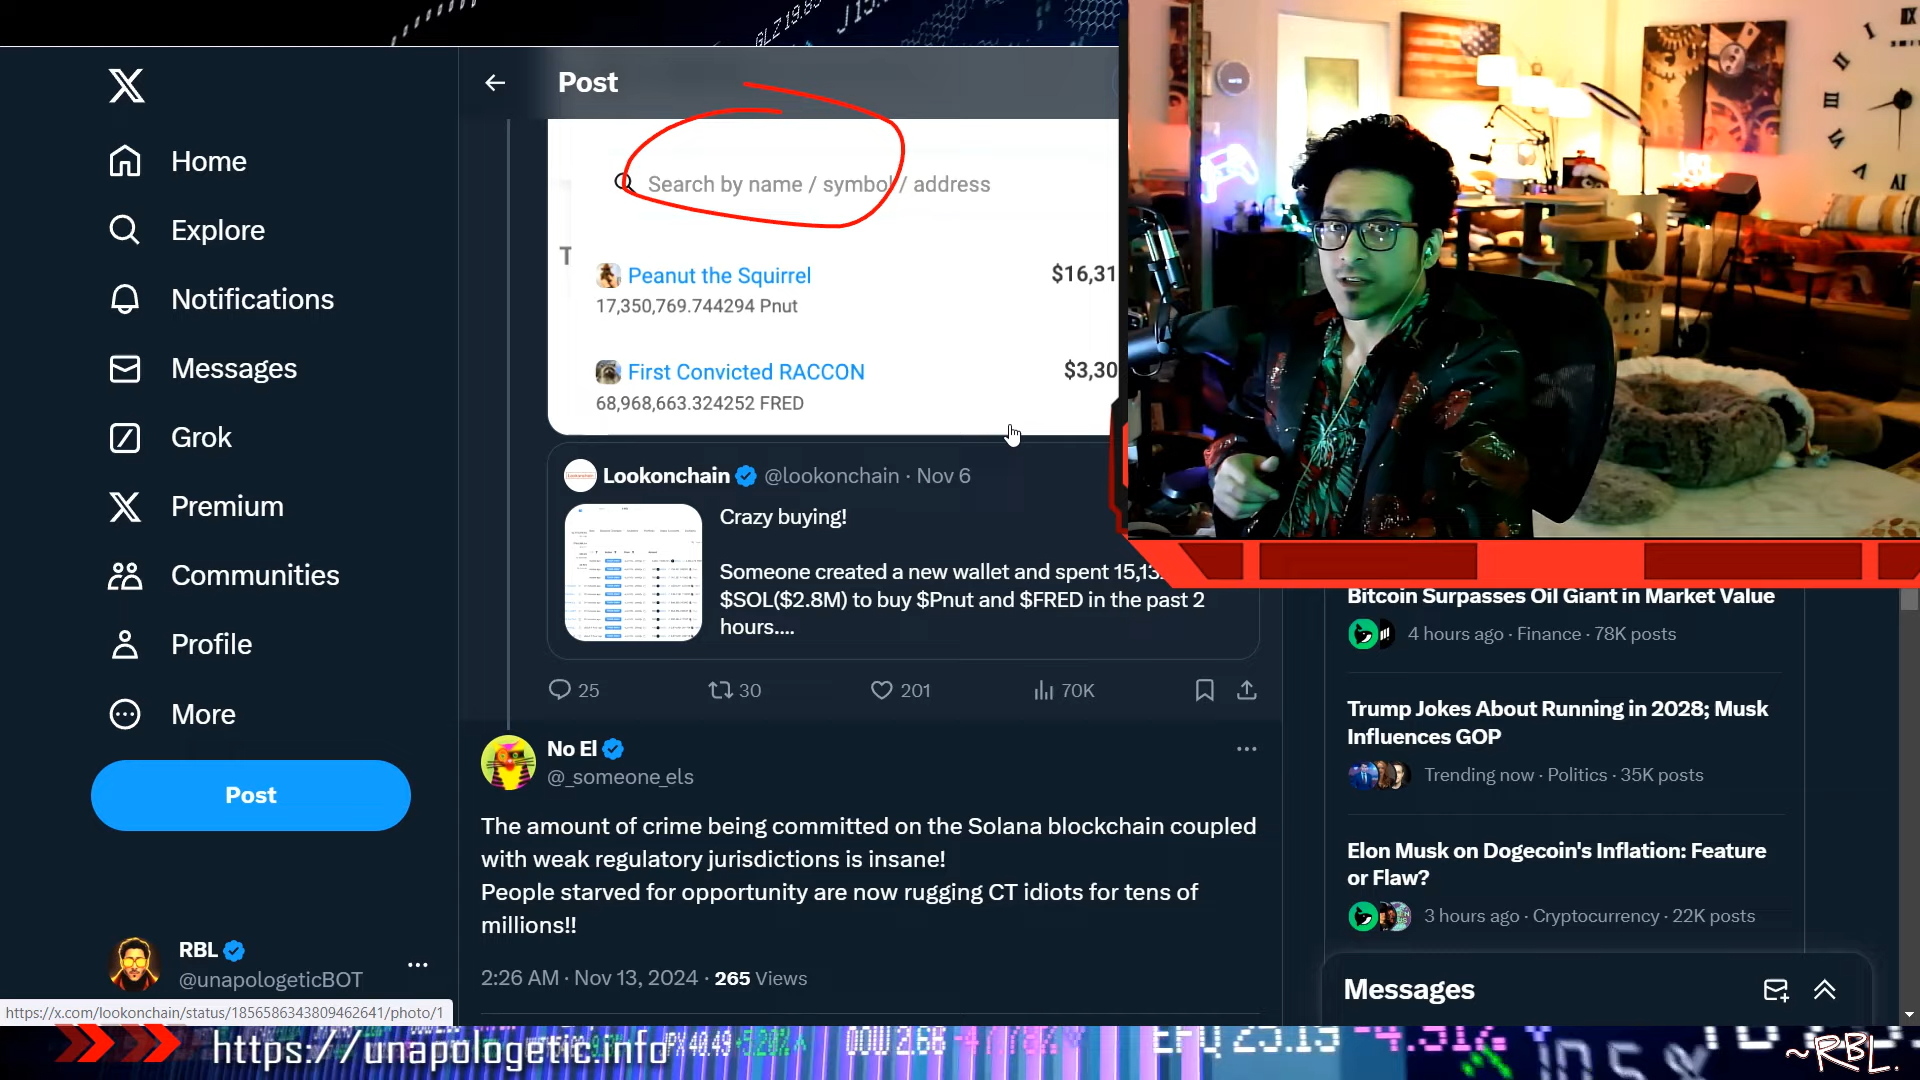 GLZ 19.83
Post
Home
Explore
Notifications
Messages
Grok
Premium
Communities
Profile
More
Post
RBL
@unapologeticBOT
Search by name / symbol / address
T
Peanut the Squirrel
$16,31
17,350,769.744294 Pnut
First Convicted RACCON
$3,30
68,968,663.324252 FRED
Lookonchain @lookonchain · Nov 6
Crazy buying!
Someone created a new wallet and spent 15,13
$SOL($2.8M) to buy $Pnut and $FRED in the past 2
hours....
25 30 201 70K
No El
@_someone_els
The amount of crime being committed on the Solana blockchain coupled
with weak regulatory jurisdictions is insane!
People starved for opportunity are now rugging CT idiots for tens of
millions!!
2:26 AM · Nov 13, 2024 · 265 Views
Bitcoin Surpasses Oil Giant in Market Value
4 hours ago · Finance · 78K posts
Trump Jokes About Running in 2028; Musk
Influences GOP
Trending now · Politics · 35K posts
Elon Musk on Dogecoin's Inflation: Feature
or Flaw?
3 hours ago · Cryptocurrency · 22K posts
Messages
https://x.com/lookonchain/status/1856586343809462641/photo/1
https://unapologetic.info
~RBL.